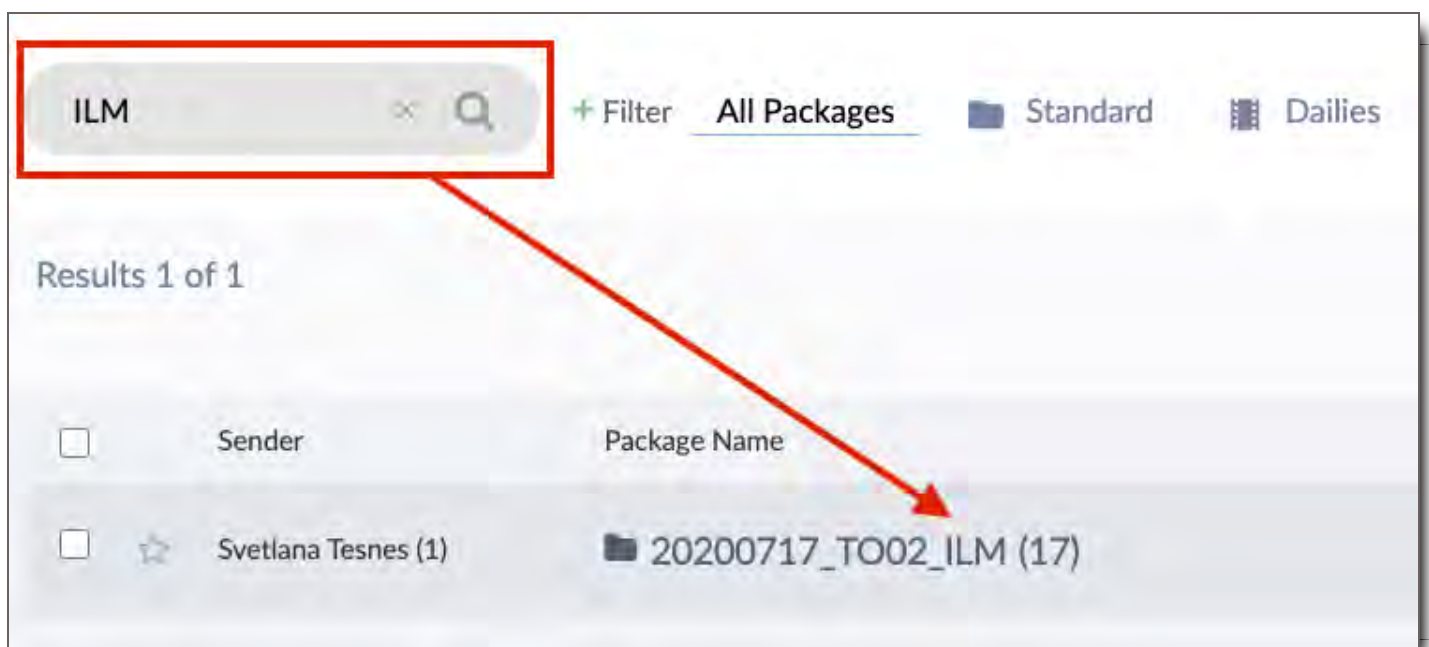 ILM + Filter All Packages Standard Dailies
Results 1 of 1
Sender Package Name
Svetlana Tesnes (1) 20200717_TO02_ILM (17)